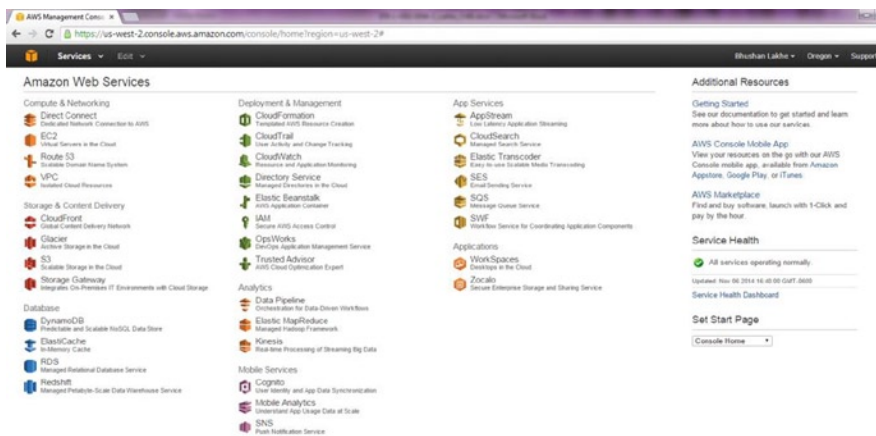 AWS Management Conso
https://us-west-2.console.aws.amazon.com/console/home?region=us-west-2#
Services Edit Bhushan Lakhe Oregon Support
Amazon Web Services
Compute & Networking
Direct Connect
Dedicated Network Connection to AWS
EC2
Virtual Servers in the Cloud
Route 53
Scalable Domain Name System
VPC
Isolated Cloud Resources
Storage & Content Delivery
CloudFront
Global Content Delivery Network
Glacier
Archive Storage in the Cloud
S3
Scalable Storage in the Cloud
Storage Gateway
Integrates On-Premises IT Environments with Cloud Storage
Database
DynamoDB
Predictable and Scalable NoSQL Data Store
ElastiCache
In-Memory Cache
RDS
Managed Relational Database Service
Redshift
Managed Petabyte-Scale Data Warehouse Service
Deployment & Management
CloudFormation
Templated AWS Resource Creation
CloudTrail
User Activity and Change Tracking
CloudWatch
Resource and Application Monitoring
Directory Service
Managed Directories in the Cloud
Elastic Beanstalk
AWS Application Container
IAM
Secure AWS Access Control
OpsWorks
DevOps Application Management Service
Trusted Advisor
AWS Cloud Optimization Expert
Analytics
Data Pipeline
Orchestration for Data-Driven Workflows
Elastic MapReduce
Managed Hadoop Framework
Kinesis
Real-time Processing of Streaming Big Data
Mobile Services
Cognito
User Identity and App Data Synchronization
Mobile Analytics
Understand App Usage Data at Scale
SNS
Push Notification Service
App Services
AppStream
Low Latency Application Streaming
CloudSearch
Managed Search Service
Elastic Transcoder
Easy-to-use Scalable Media Transcoding
SES
Email Sending Service
SQS
Message Queue Service
SWF
Workflow Service for Coordinating Application Components
Applications
WorkSpaces
Desktops in the Cloud
Zocalo
Secure Enterprise Storage and Sharing Service
Additional Resources
Getting Started
See our documentation to get started and learn
more about how to use our services.
AWS Console Mobile App
View your resources on the go with our AWS
Console mobile app, available from Amazon
Appstore, Google Play, or iTunes.
AWS Marketplace
Find and buy software, launch with 1-Click and
pay by the hour.
Service Health
All services operating normally.
Updated: Nov 06 2014 16:40:00 GMT-0600
Service Health Dashboard
Set Start Page
Console Home